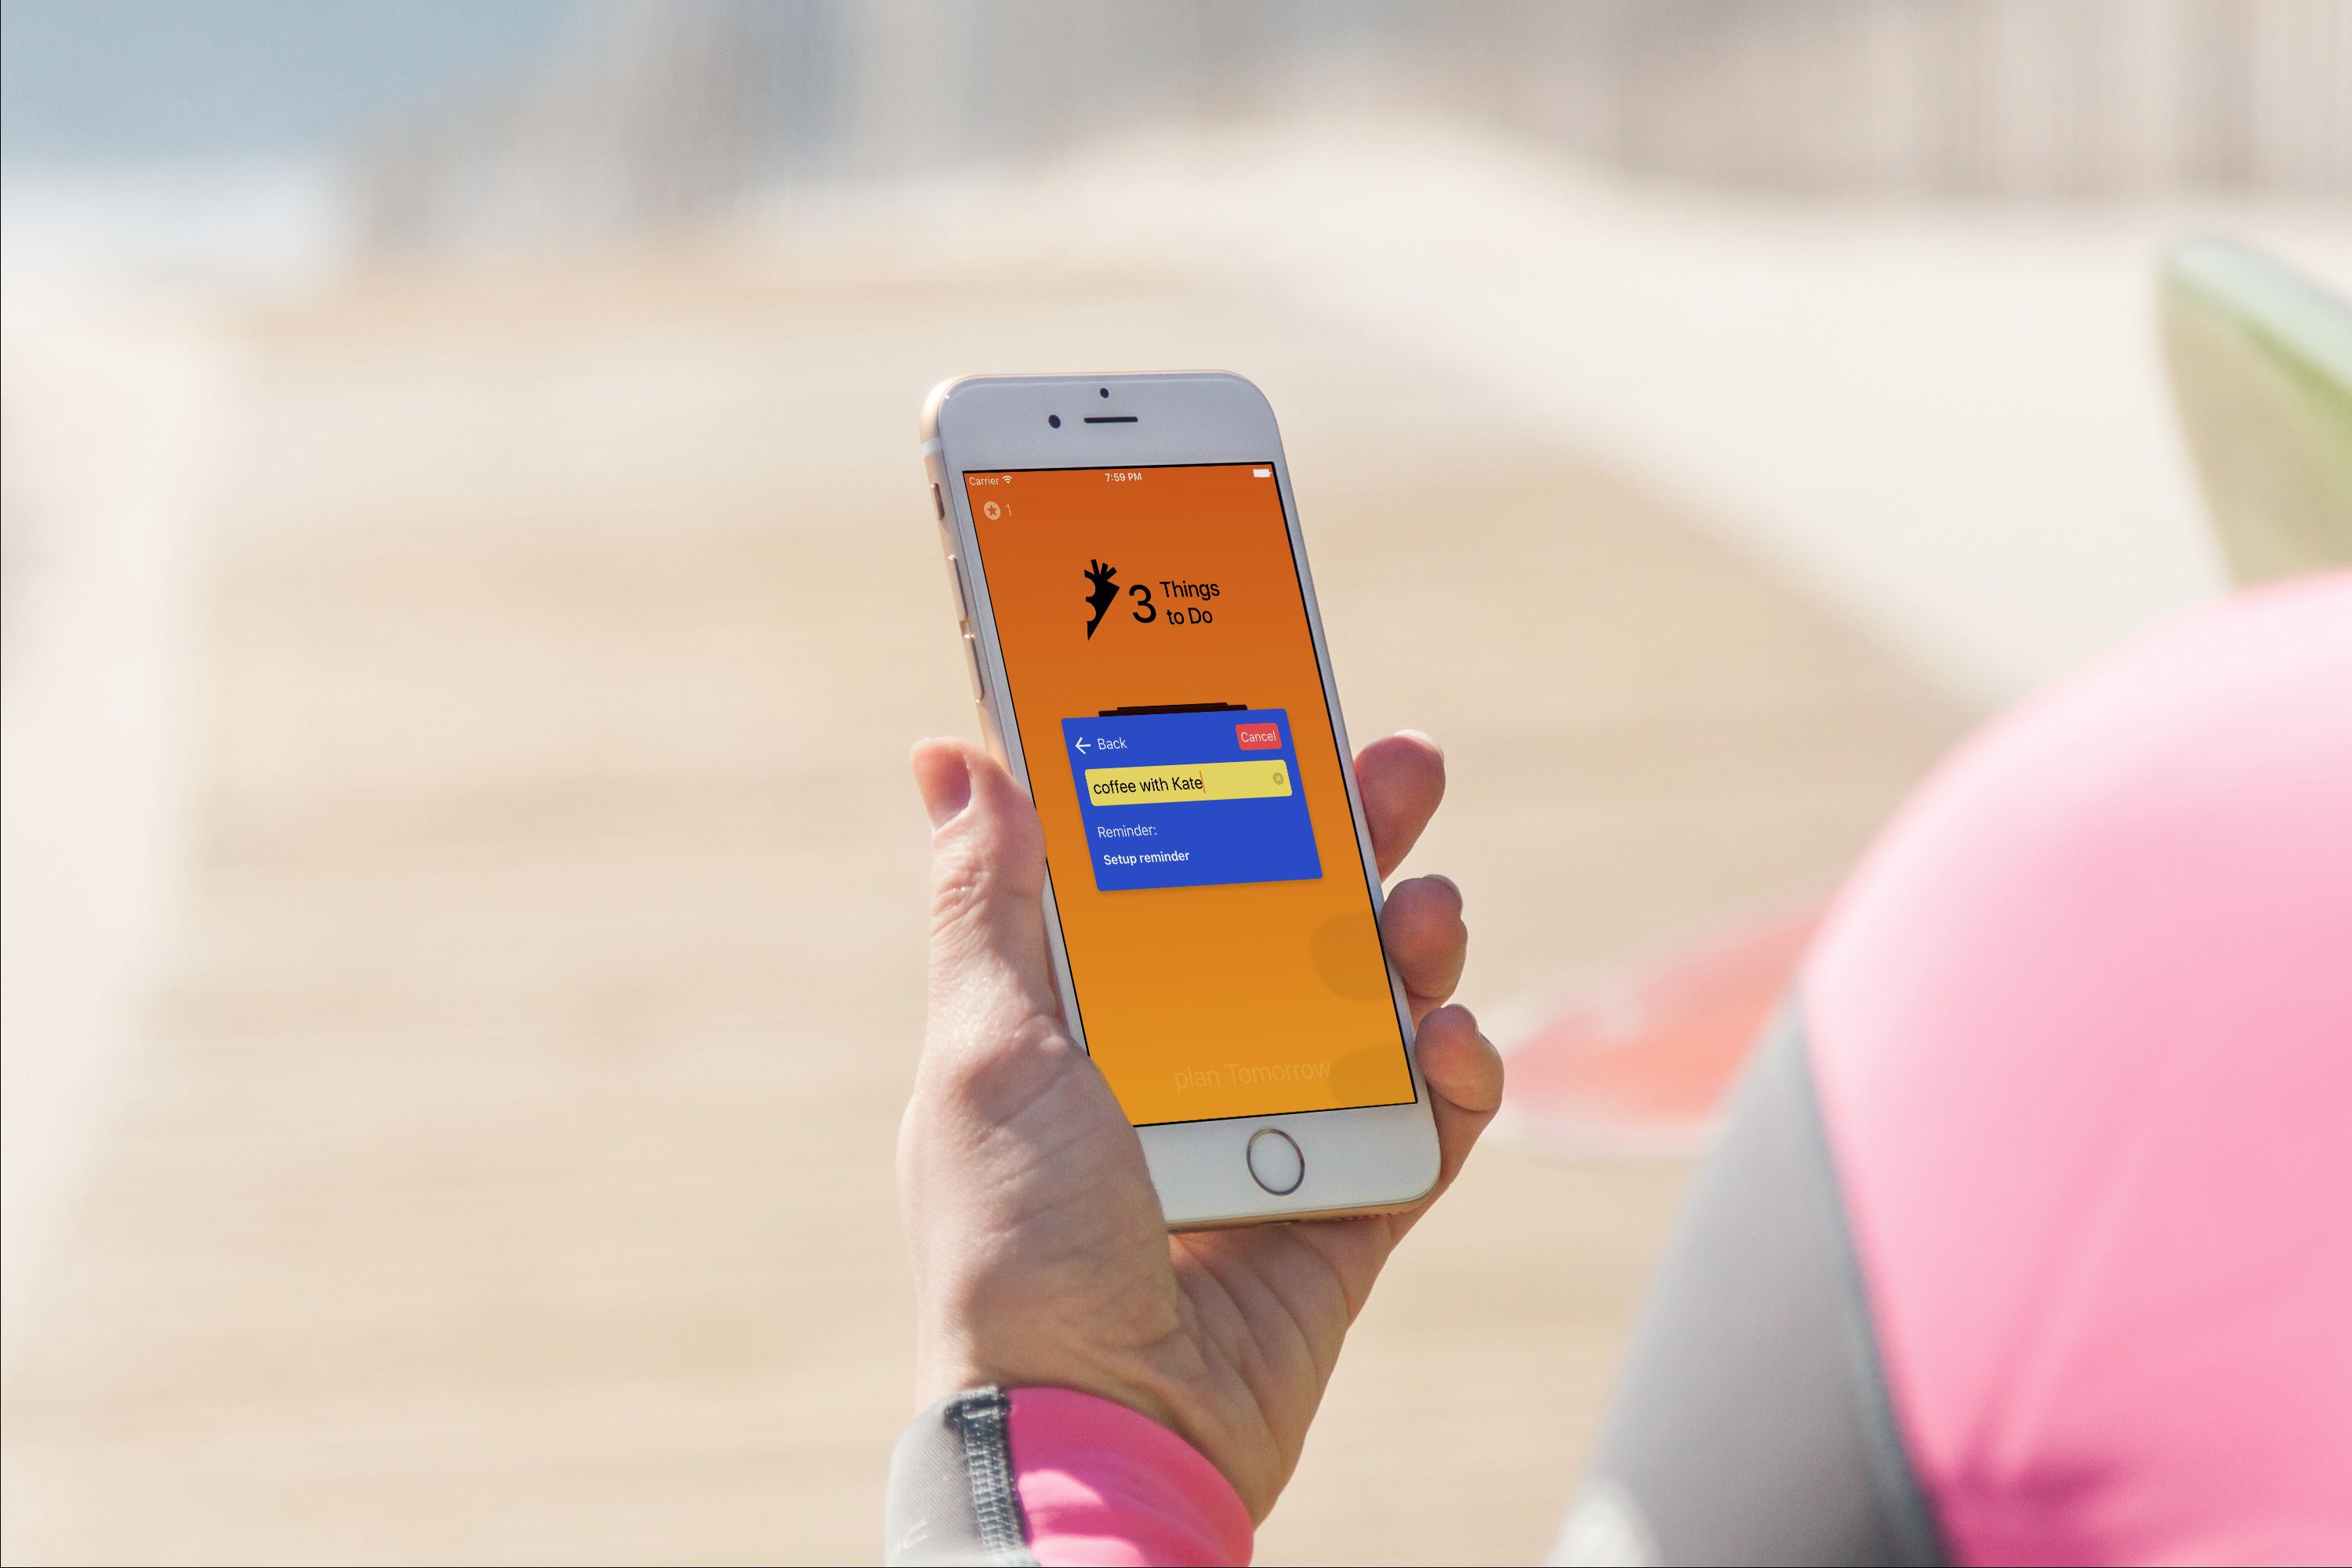 Carrier 7:59 PM
1
3 Things
to Do
Back Cancel
coffee with Kate
Reminder:
Setup reminder
plan Tomorrow